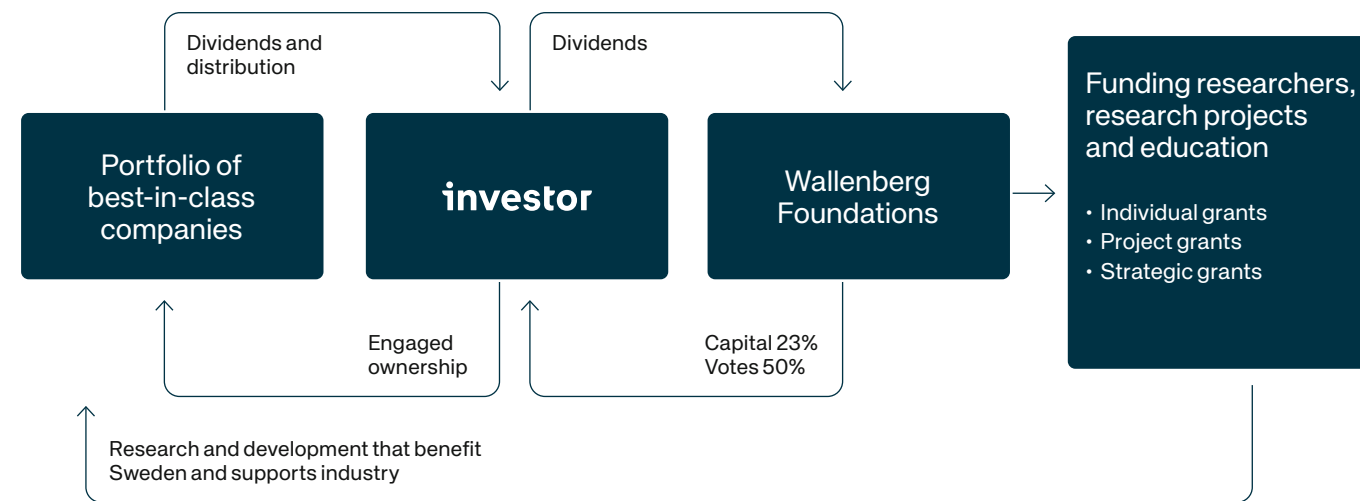 Dividends and
distribution
Dividends
Portfolio of
best-in-class
companies
investor
Wallenberg
Foundations
Funding researchers,
research projects
and education
• Individual grants
• Project grants
• Strategic grants
Engaged
ownership
Capital 23%
Votes 50%
Research and development that benefit
Sweden and supports industry